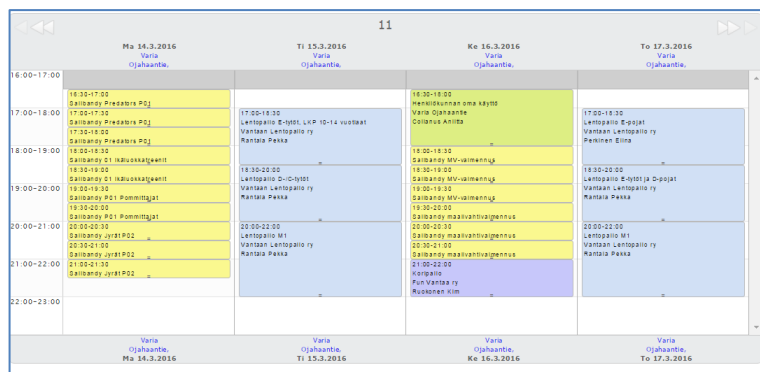 11
Ma 14.3.2016
Varia
Ojahaantie,
Ti 15.3.2016
Varia
Ojahaantie,
Ke 16.3.2016
Varia
Ojahaantie,
To 17.3.2016
Varia
Ojahaantie,
16:00-17:00
17:00-18:00
18:00-19:00
19:00-20:00
20:00-21:00
21:00-22:00
22:00-23:00
16:30-17:00
Salibandy Predators P01
17:00-17:30
Salibandy Predators P01
17:30-18:00
Salibandy Predators P01
18:00-18:30
Salibandy 01 ikäluokkatreenit
18:30-19:00
Salibandy 01 ikäluokkatreenit
19:00-19:30
Salibandy P01 Pommittajat
19:30-20:00
Salibandy P01 Pommittajat
20:00-20:30
Salibandy Jyrät P02
20:30-21:00
Salibandy Jyrät P02
21:00-21:30
Salibandy Jyrät P02
17:00-18:30
Lentopallo E-tytöt, LKP 10-14 vuotiaat
Vantaan Lentopallo ry
Rantala Pekka
18:30-20:00
Lentopallo D-/C-tytöt
Vantaan Lentopallo ry
Rantala Pekka
20:00-22:00
Lentopallo M1
Vantaan Lentopallo ry
Rantala Pekka
16:30-18:00
Henkilökunnan oma käyttö
Varia Ojahaantie
Collanus Anitta
18:00-18:30
Salibandy MV-valmennus
18:30-19:00
Salibandy MV-valmennus
19:00-19:30
Salibandy MV-valmennus
19:30-20:00
Salibandy maalivahtivalmennus
20:00-20:30
Salibandy maalivahtivalmennus
20:30-21:00
Salibandy maalivahtivalmennus
21:00-22:00
Koripallo
Fun Vantaa ry
Ruokonen Kim
17:00-18:30
Lentopallo E-pojat
Vantaan Lentopallo ry
Perkinen Elina
18:30-20:00
Lentopallo E-tytöt ja D-pojat
Vantaan Lentopallo ry
Rantala Pekka
20:00-22:00
Lentopallo M1
Vantaan Lentopallo ry
Rantala Pekka
Varia
Ojahaantie,
Ma 14.3.2016
Varia
Ojahaantie,
Ti 15.3.2016
Varia
Ojahaantie,
Ke 16.3.2016
Varia
Ojahaantie,
To 17.3.2016